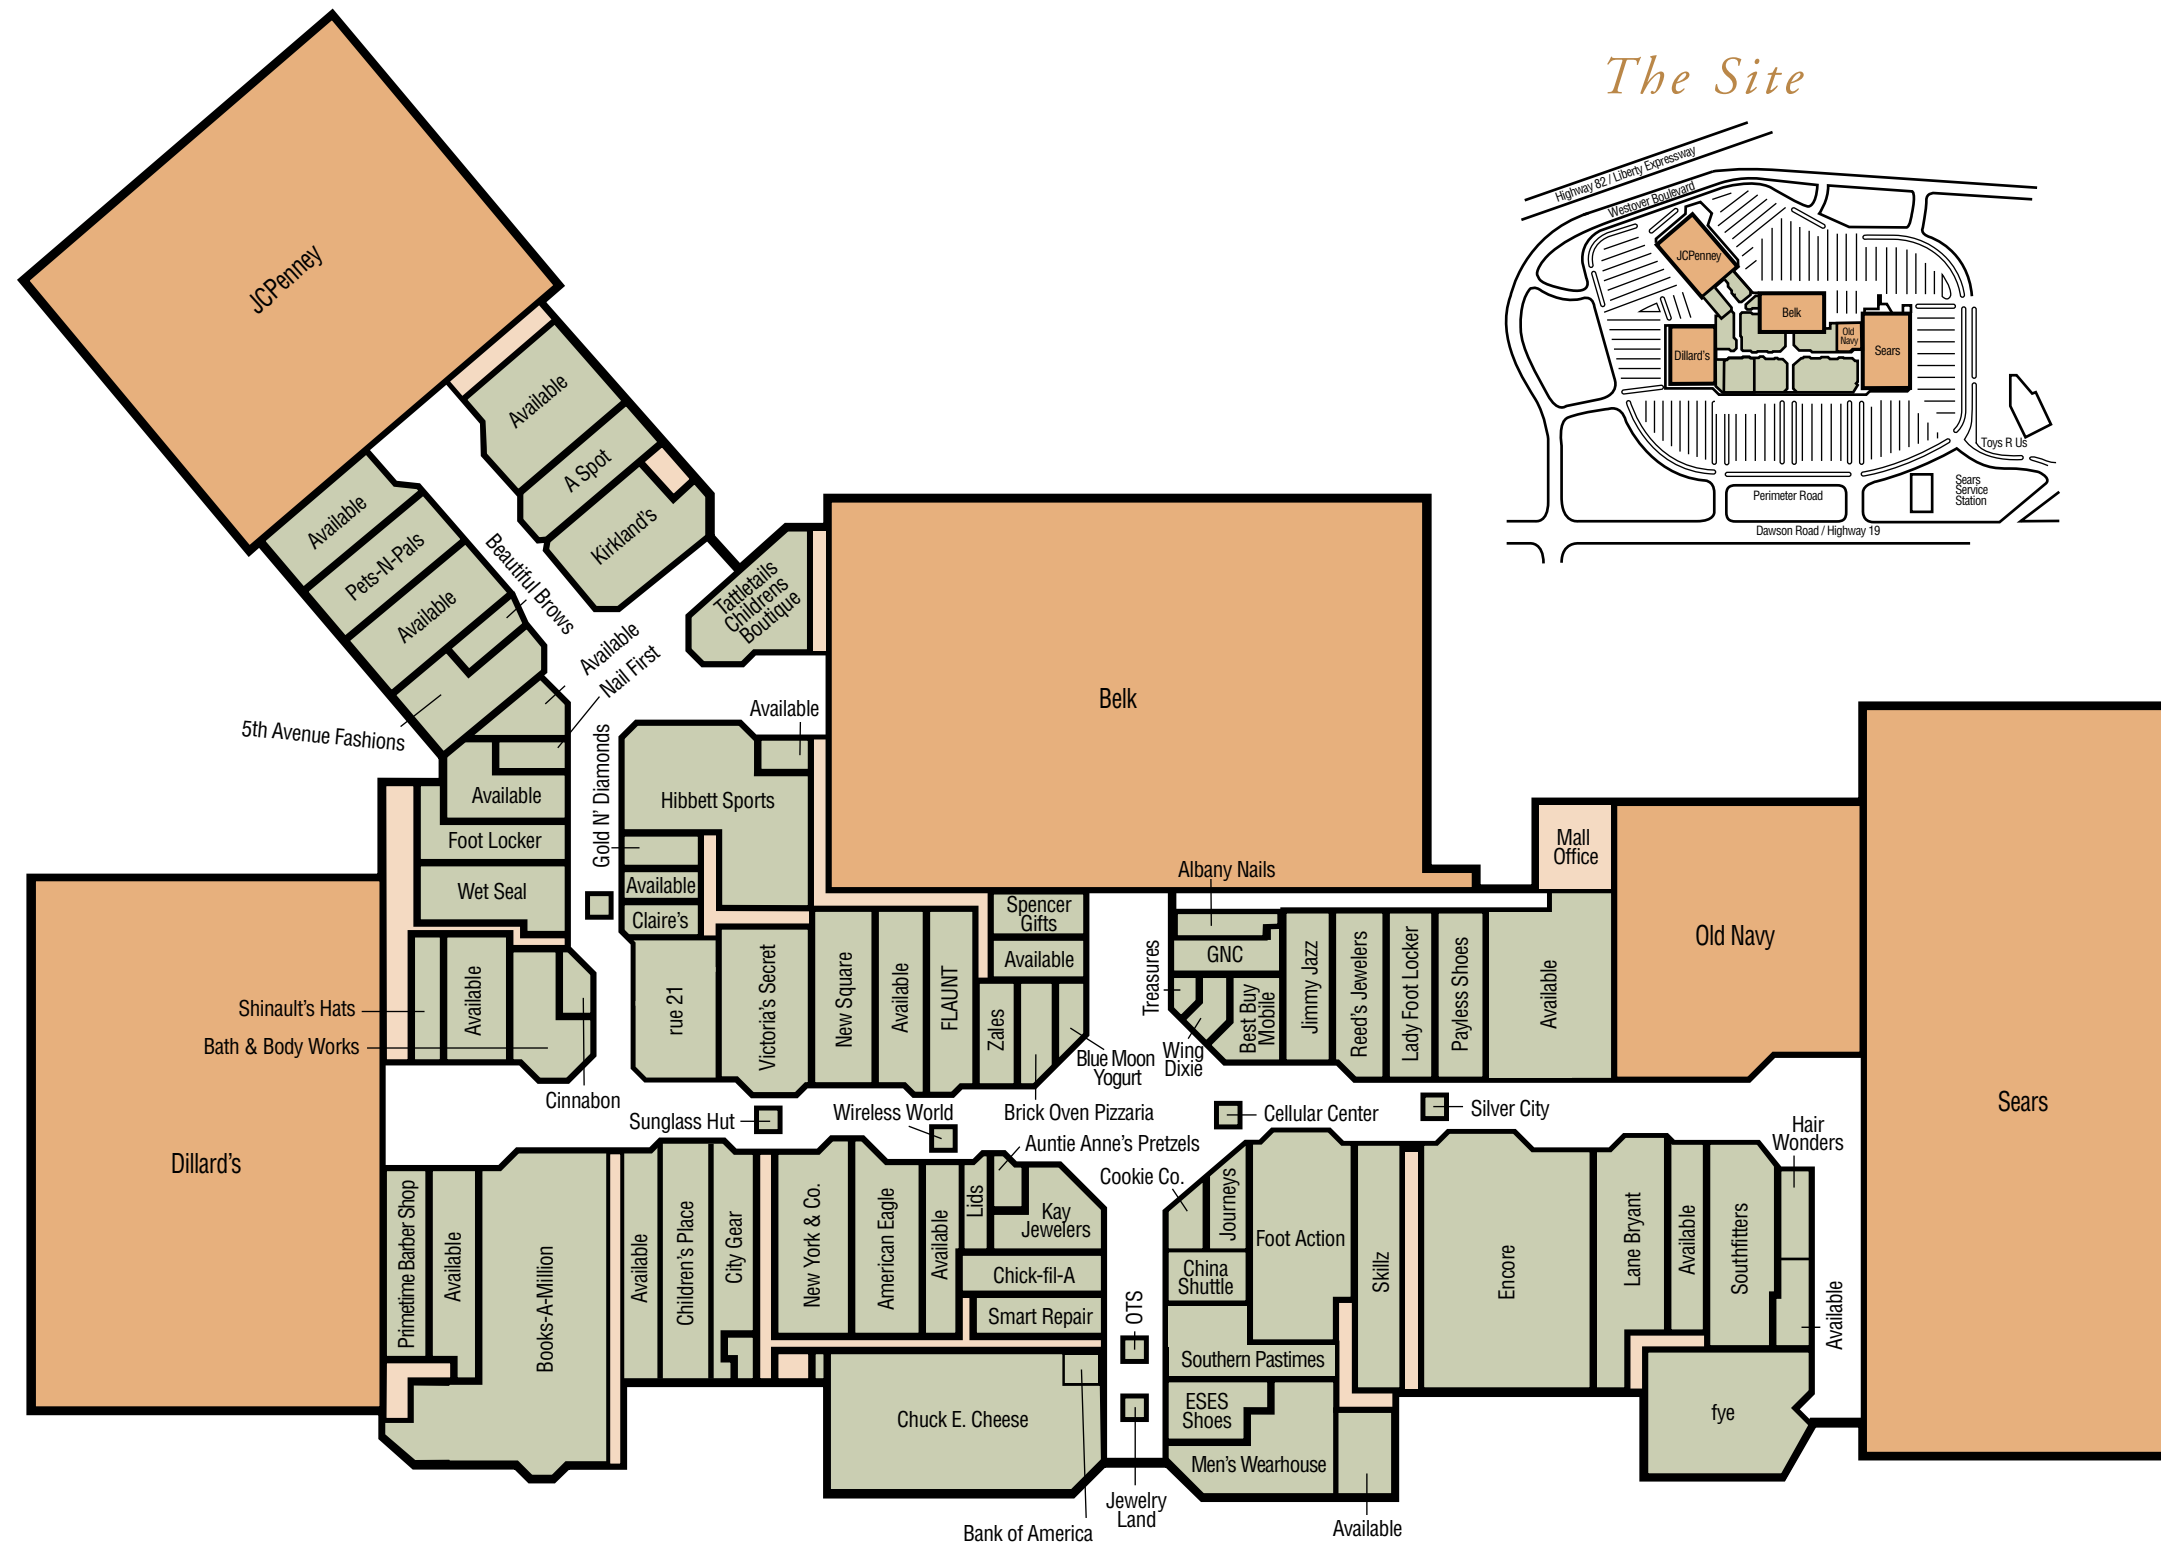 The Site
Highway 82 / Liberty Expressway
Westover Boulevard
JCPenney
Belk
Old
Navy
Dillard's
Sears
Toys R Us
Sears
Service
Station
Perimeter Road
Dawson Road / Highway 19
JCPenney
Available
A Spot
Kirkland's
Available
Pets-N-Pals
Available
Beautiful Brows
Available
Nail First
5th Avenue Fashions
Tattletails
Childrens
Boutique
Belk
Available
Hibbett Sports
Gold N' Diamonds
Available
Claire's
Available
Foot Locker
Wet Seal
Shinault's Hats
Available
Bath & Body Works
Cinnabon
Dillard's
rue 21
Victoria's Secret
New Square
Available
FLAUNT
Spencer
Gifts
Available
Zales
Blue Moon
Yogurt
Brick Oven Pizzaria
Sunglass Hut
Wireless World
Auntie Anne's Pretzels
Albany Nails
GNC
Treasures
Wing
Dixie
Best Buy
Mobile
Jimmy Jazz
Reed's Jewelers
Lady Foot Locker
Payless Shoes
Available
Mall
Office
Old Navy
Sears
Cellular Center
Silver City
Hair
Wonders
Cookie Co.
Primetime Barber Shop
Available
Books-A-Million
Available
Children's Place
City Gear
New York & Co.
American Eagle
Available
Lids
Kay
Jewelers
Chick-fil-A
Smart Repair
Chuck E. Cheese
Bank of America
OTS
Jewelry
Land
Journeys
China
Shuttle
Foot Action
Skillz
Southern Pastimes
ESES
Shoes
Men's Wearhouse
Available
Encore
Lane Bryant
Available
Southfitters
Available
fye